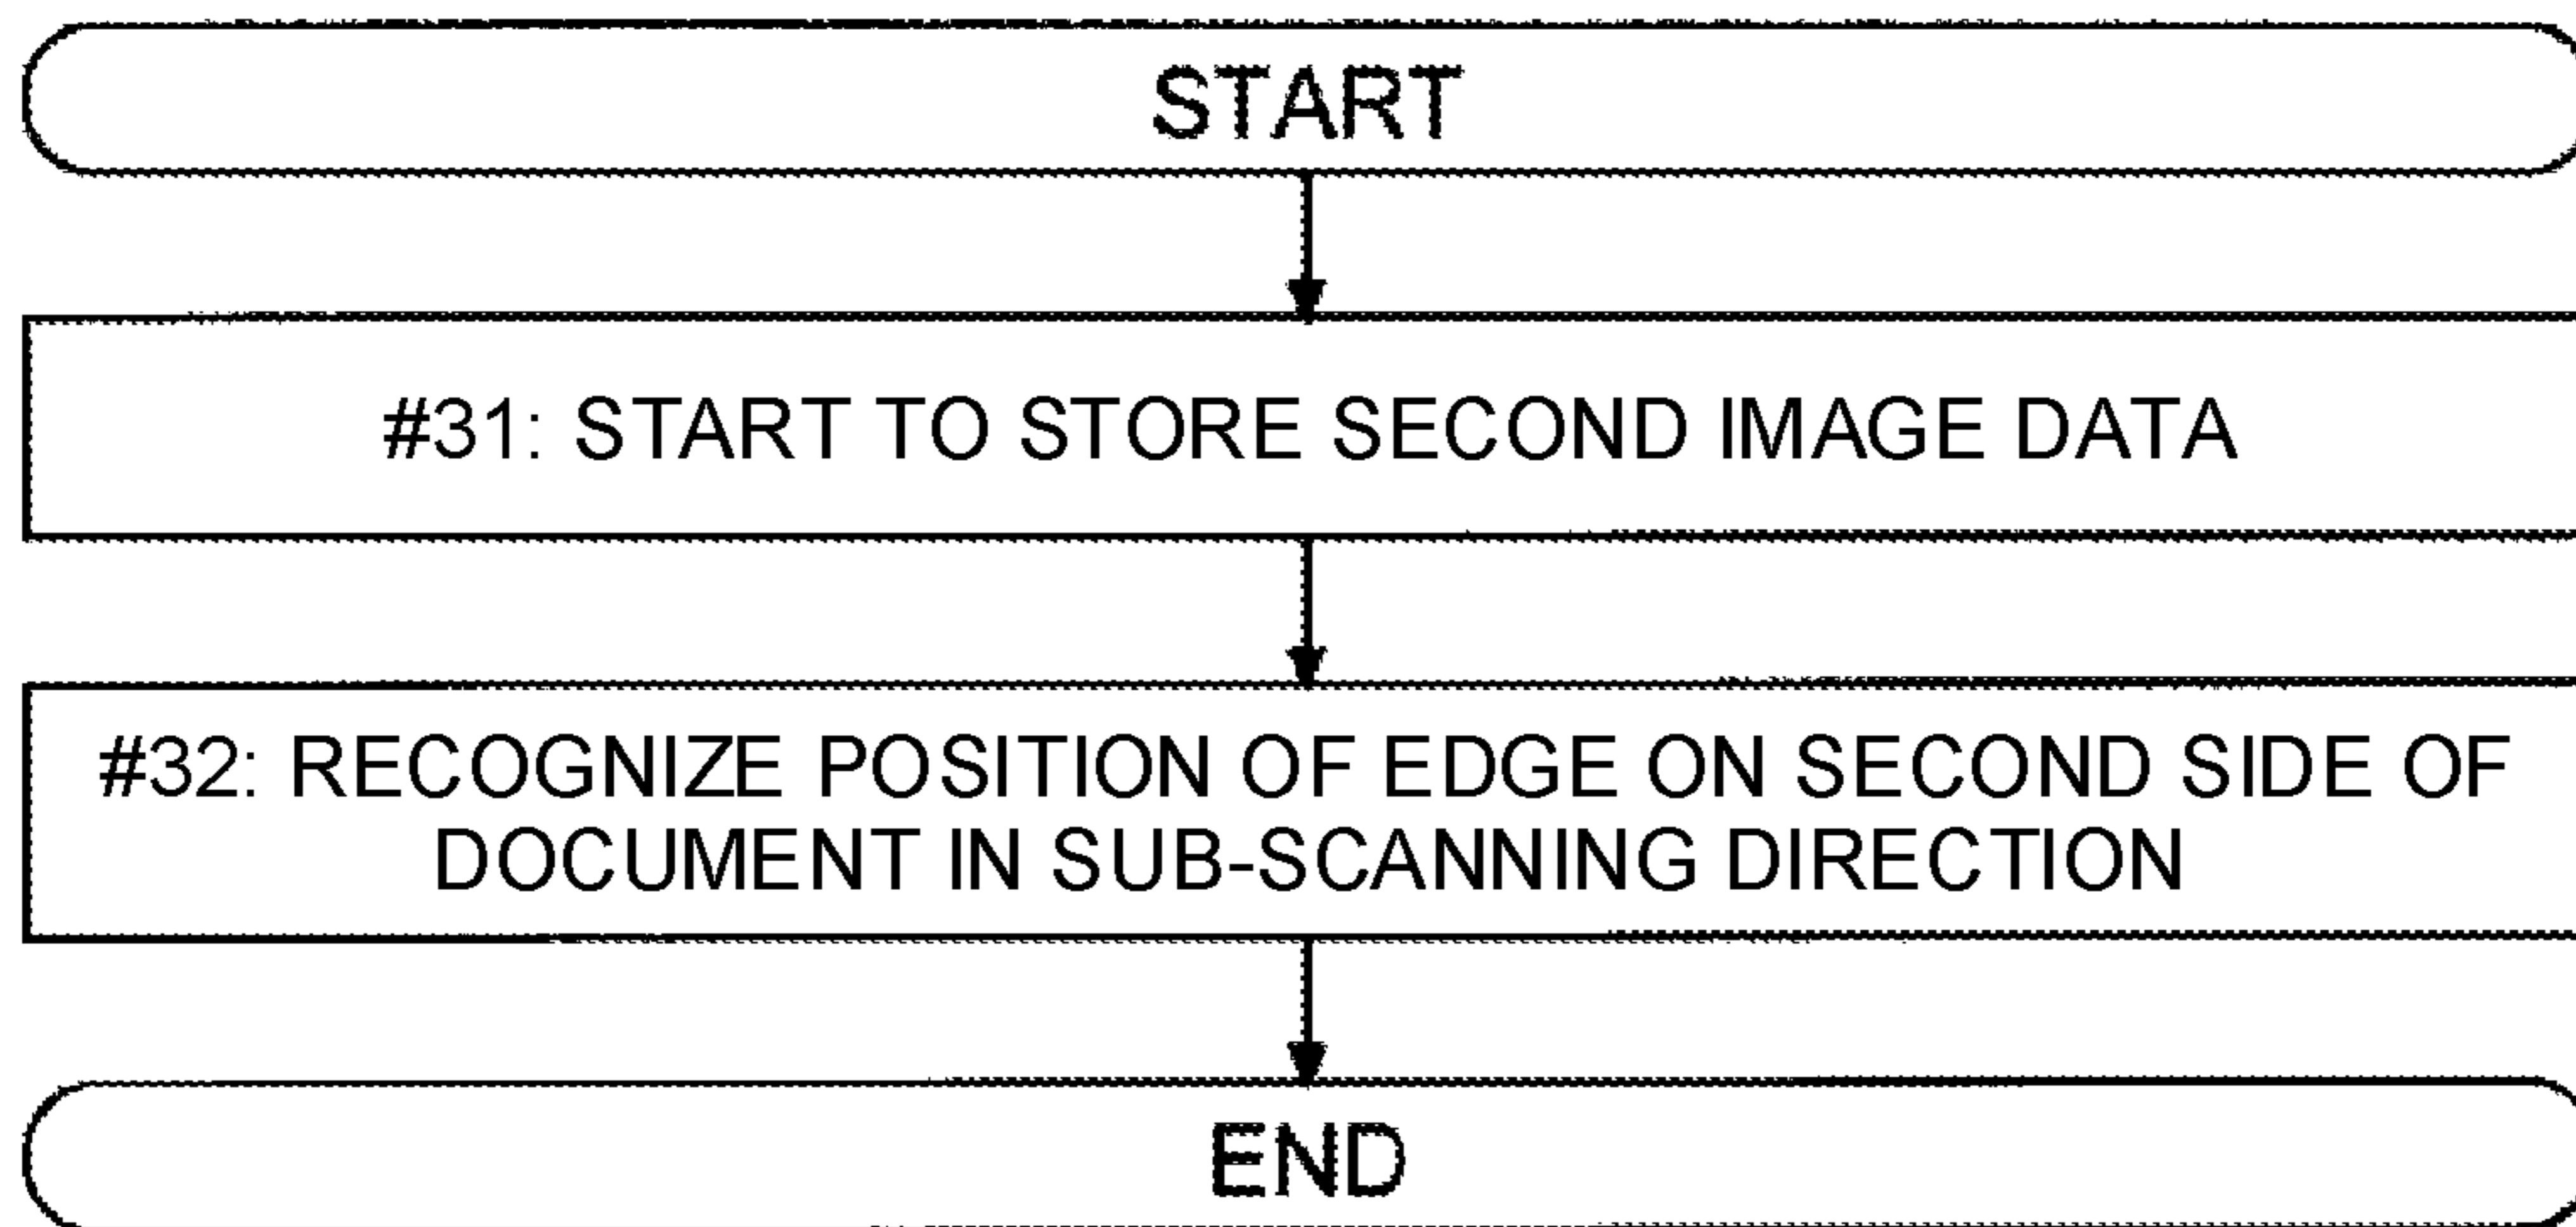 START
#31: START TO STORE SECOND IMAGE DATA
#32: RECOGNIZE POSITION OF EDGE ON SECOND SIDE OF
DOCUMENT IN SUB-SCANNING DIRECTION
END